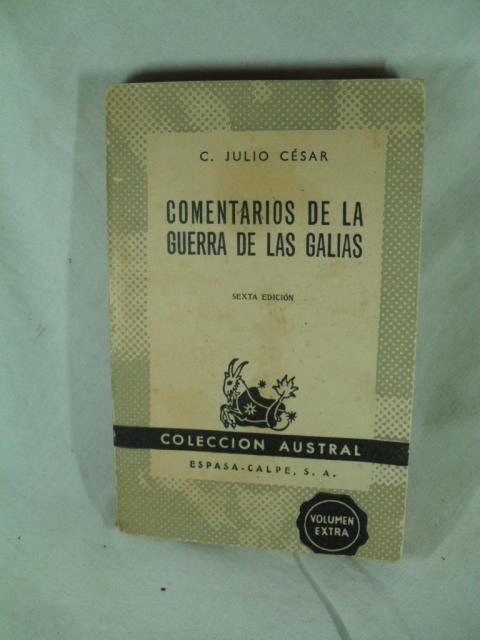 C. JULIO CÉSAR
COMENTARIOS DE LA
GUERRA DE LAS GALIAS
SEXTA EDICIÓN
COLECCION AUSTRAL
ESPASA-CALPE, S. A.
VOLUMEN
EXTRA